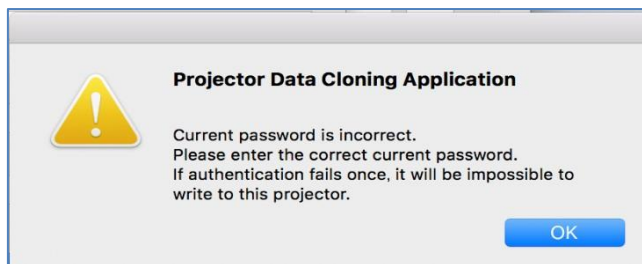 Projector Data Cloning Application
Current password is incorrect.
Please enter the correct current password.
If authentication fails once, it will be impossible to
write to this projector.
OK